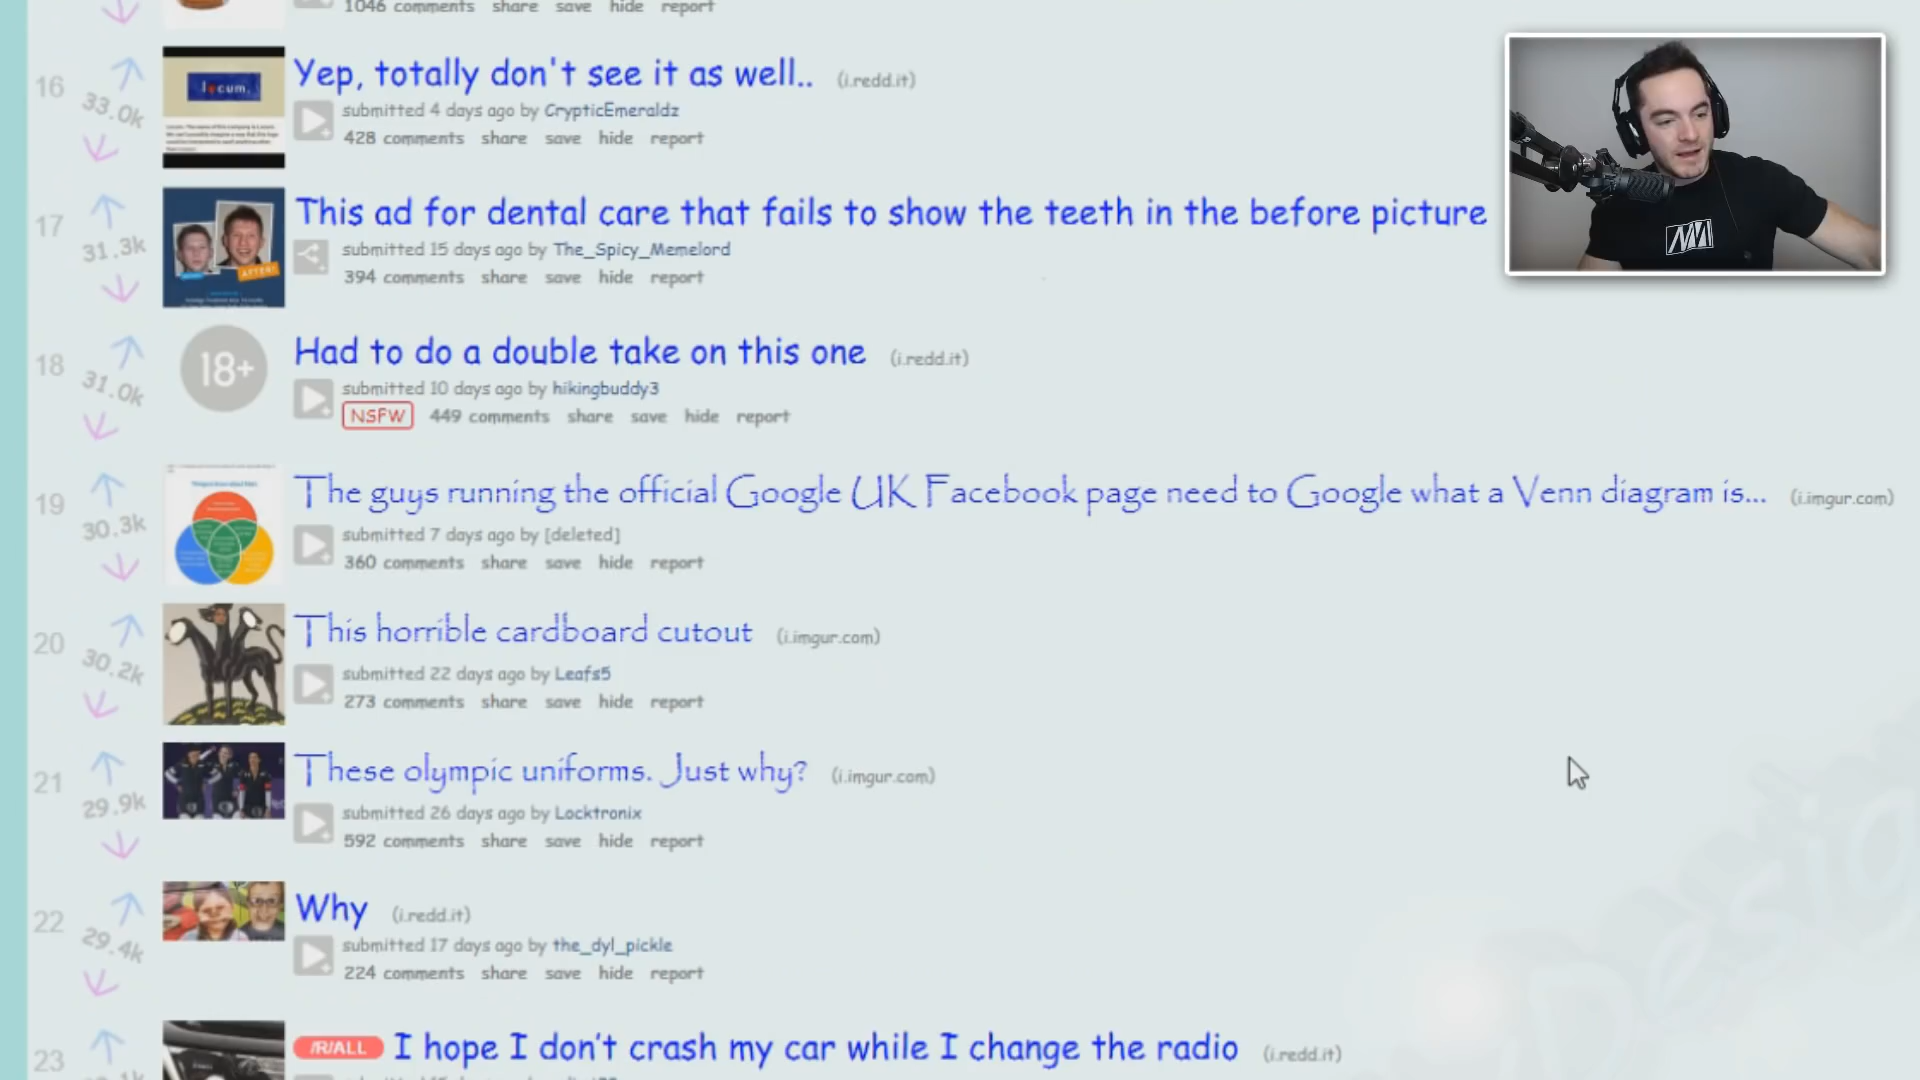 1046 comments share save hide report
16
33.0k
locum.
Yep, totally don't see it as well.. (i.redd.it)
submitted 4 days ago by CrypticEmeraldz
428 comments share save hide report
17
31.3k
AFTER!
This ad for dental care that fails to show the teeth in the before picture
submitted 15 days ago by The_Spicy_Memelord
394 comments share save hide report
18
31.0k
18+
Had to do a double take on this one (i.redd.it)
submitted 10 days ago by hikingbuddy3
NSFW 449 comments share save hide report
19
30.3k
The guys running the official Google UK Facebook page need to Google what a Venn diagram is... (i.imgur.com)
submitted 7 days ago by [deleted]
360 comments share save hide report
20
30.2k
This horrible cardboard cutout (i.imgur.com)
submitted 22 days ago by Leafs5
273 comments share save hide report
21
29.9k
These olympic uniforms. Just why? (i.imgur.com)
submitted 26 days ago by Locktronix
592 comments share save hide report
22
29.4k
Why (i.redd.it)
submitted 17 days ago by the_dyl_pickle
224 comments share save hide report
23
/R/ALL I hope I don't crash my car while I change the radio (i.redd.it)